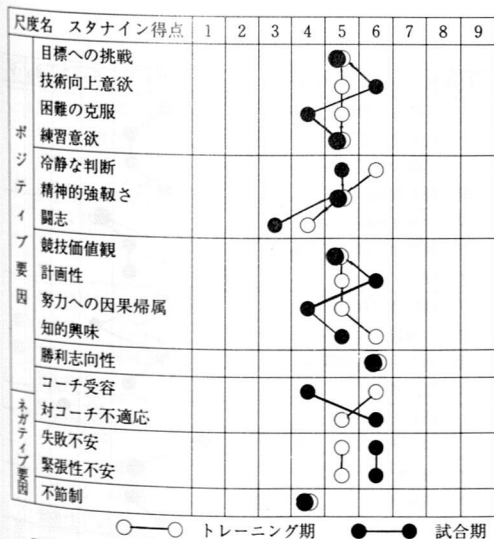 尺度名 スタナイン得点 1 2 3 4 5 6 7 8 9
ポジティブ要因
目標への挑戦
技術向上意欲
困難の克服
練習意欲
冷静な判断
精神的強靱さ
闘志
競技価値観
計画性
努力への因果帰属
知的興味
勝利志向性
コーチ受容
ネガティブ要因
対コーチ不適応
失敗不安
緊張性不安
不節制
トレーニング期 試合期